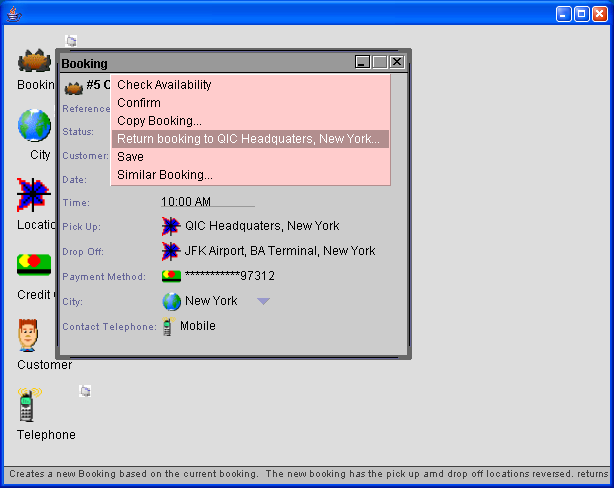 Booking
Check Availability
Confirm
Copy Booking...
Return booking to QIC Headquaters, New York...
Save
Similar Booking...
#5
Reference
Status:
Customer:
Date:
Time: 10:00 AM
Pick Up: QIC Headquaters, New York
Drop Off: JFK Airport, BA Terminal, New York
Payment Method: ***********97312
City: New York
Contact Telephone: Mobile
Bookin
City
Locatio
Credit
Customer
Telephone
Creates a new Booking based on the current booking. The new booking has the pick up amd drop off locations reversed. returns